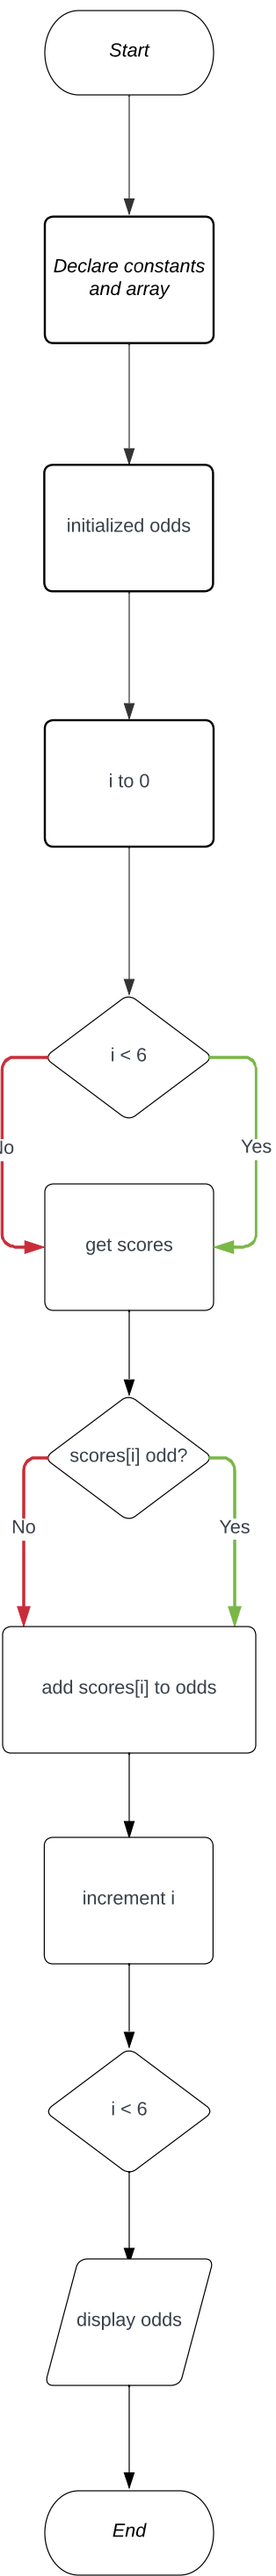 Start
Declare constants
and array
initialized odds
i to 0
i < 6
Yes
get scores
scores[i] odd?
No
Yes
add scores[i] to odds
increment i
i < 6
display odds
End